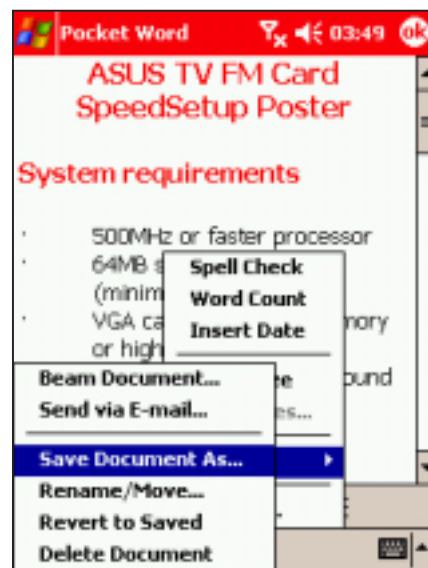 Pocket Word 03:49 ok
ASUS TV FM Card
SpeedSetup Poster
System requirements
· 500MHz or faster processor
· 64MB
(minim
· VGA ca mory
or high
ound
Spell Check
Word Count
Insert Date
Beam Document...
Send via E-mail...
Save Document As...
Rename/Move...
Revert to Saved
Delete Document